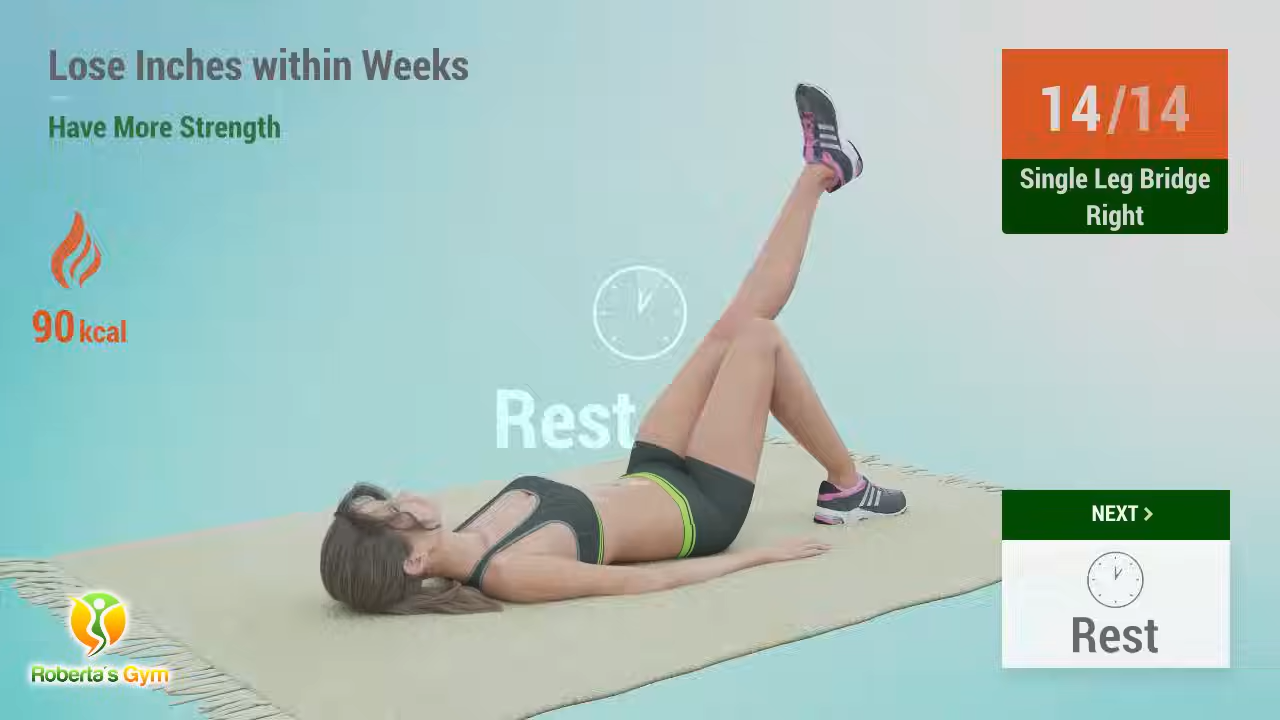 Lose Inches within Weeks
Have More Strength
14/14
Single Leg Bridge
Right
90 kcal
Rest
NEXT >
Rest
Roberta's Gym